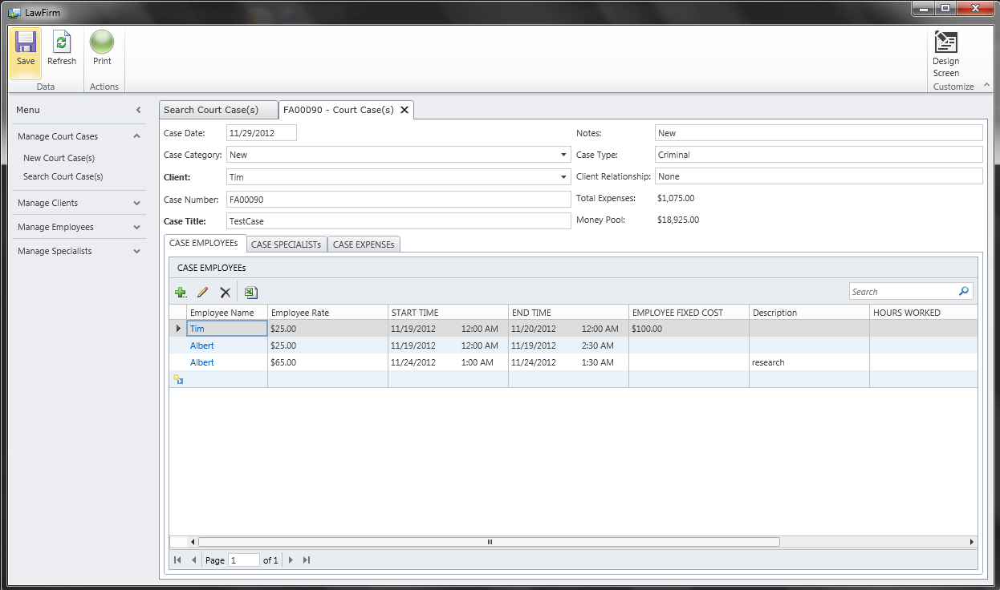 LawFirm
Save Refresh Print Design Screen
Data Actions Customize
Menu
Manage Court Cases
New Court Case(s)
Search Court Case(s)
Manage Clients
Manage Employees
Manage Specialists
Search Court Case(s) FA00090 - Court Case(s)
Case Date: 11/29/2012 Notes: New
Case Category: New Case Type: Criminal
Client: Tim Client Relationship: None
Case Number: FA00090 Total Expenses: $1,075.00
Case Title: TestCase Money Pool: $18,925.00
CASE EMPLOYEEs CASE SPECIALISTs CASE EXPENSEs
CASE EMPLOYEEs
Search
Employee Name Employee Rate START TIME END TIME EMPLOYEE FIXED COST Description HOURS WORKED
Tim $25.00 11/19/2012 12:00 AM 11/20/2012 12:00 AM $100.00
Albert $25.00 11/19/2012 12:00 AM 11/19/2012 2:30 AM
Albert $65.00 11/24/2012 1:00 AM 11/24/2012 1:30 AM research
Page 1 of 1